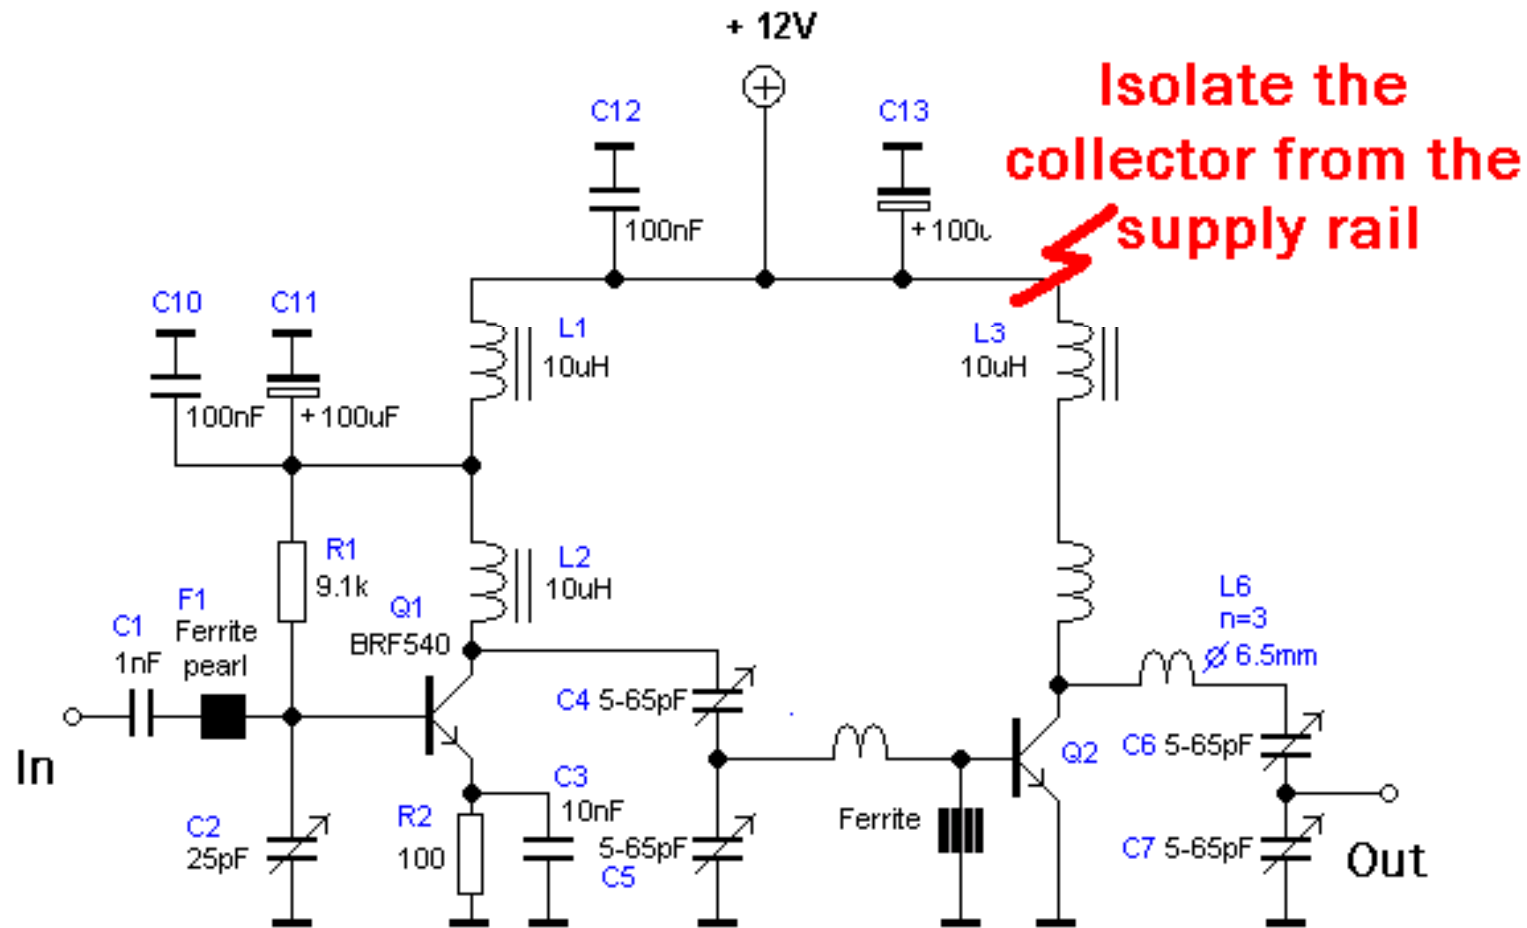 + 12V
Isolate the
collector from the
supply rail
C12
C13
100nF
+ 100u
C10
C11
L1
10uH
L3
10uH
100nF
+ 100uF
R1
9.1k
L2
10uH
F1
Ferrite
pearl
C1
1nF
Q1
BRF540
L6
n=3
Ø 6.5mm
C4 5-65pF
In
Q2
C6 5-65pF
C3
10nF
C2
25pF
R2
100
5-65pF
C5
Ferrite
C7 5-65pF
Out